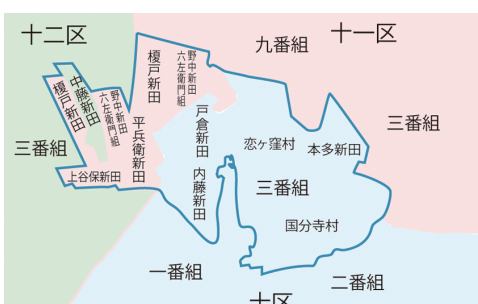 十二区
九番組
十一区
三番組
三番組
榎戸新田
中藤新田
野中新田
六左衛門組
平兵衛新田
榎戸新田
野中新田
六左衛門組
上谷保新田
戸倉新田
内藤新田
恋ヶ窪村
本多新田
三番組
国分寺村
一番組
二番組
十区